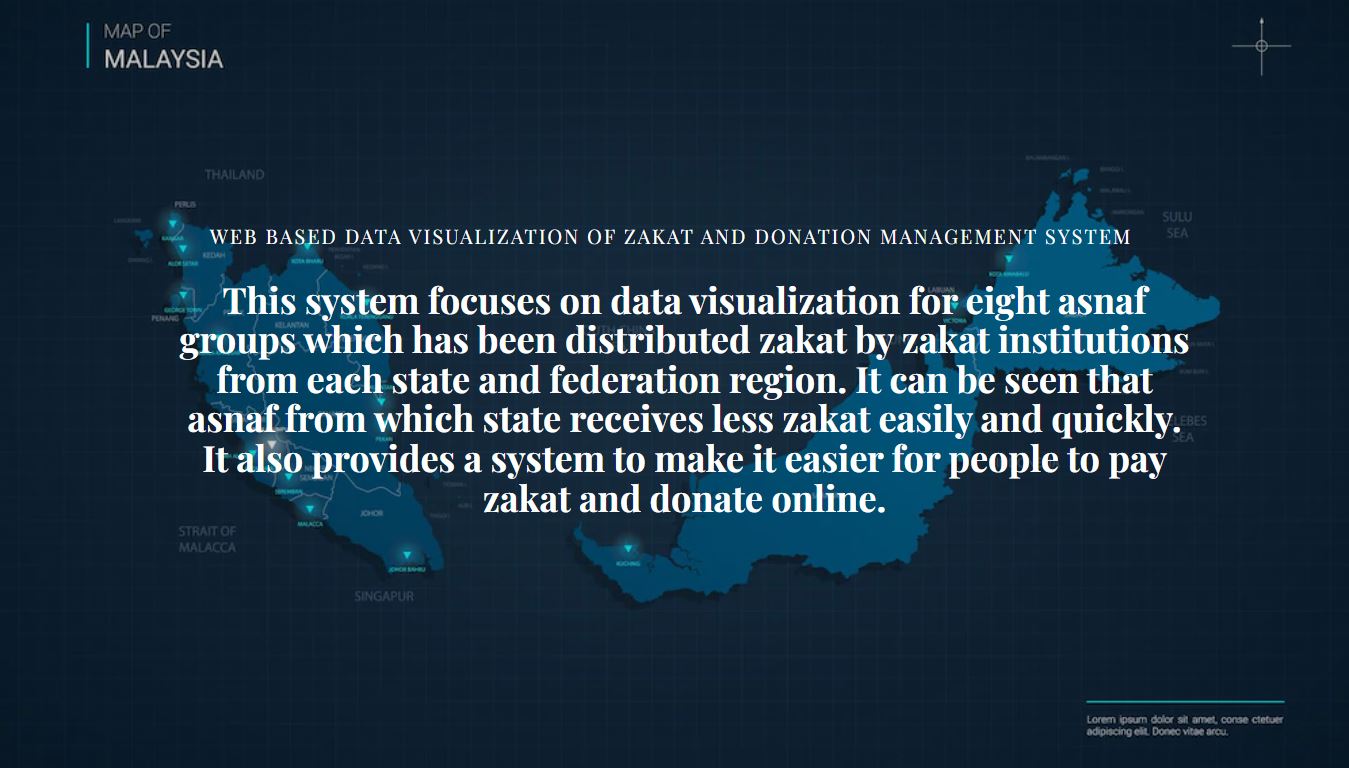 MAP OF
MALAYSIA
THAILAND
PERLIS
SULU
SEA
WEB BASED DATA VISUALIZATION OF ZAKAT AND DONATION MANAGEMENT SYSTEM
KEDAH
ALOR SETAR
KOTA BHARU
KOTA KINABALU
LABUAN
This system focuses on data visualization for eight asnaf
GEORGE TOWN
PENANG
VICTORIA
KELANTAN
groups which has been distributed zakat by zakat institutions
from each state and federation region. It can be seen that
asnaf from which state receives less zakat easily and quickly.
PEKAN
SEA
It also provides a system to make it easier for people to pay
zakat and donate online.
JOHOR
MALACCA
STRAIT OF
MALACCA
KUCHING
JOHOR BAHRU
SINGAPUR
Lorem ipsum dolor sit amet, conse ctetuer
adipiscing elit. Donec vitae arcu.